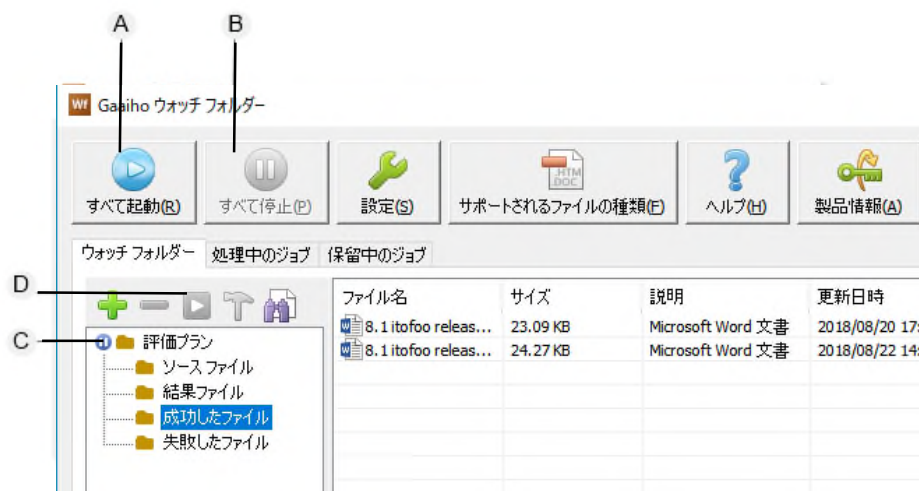 A B
Wf Gaaiho ウォッチ フォルダー
.HTM
.DOC
すべて起動(R) すべて停止(P) 設定(S) サポートされるファイルの種類(F) ヘルプ(H) 製品情報(A)
ウォッチ フォルダー 処理中のジョブ 保留中のジョブ
D
ファイル名 サイズ 説明 更新日時
8.1 itofoo releas... 23.09 KB Microsoft Word 文書 2018/08/20 17:
C 評価プラン 8.1 itofoo releas... 24.27 KB Microsoft Word 文書 2018/08/22 14:
ソース ファイル
結果ファイル
成功したファイル
失敗したファイル